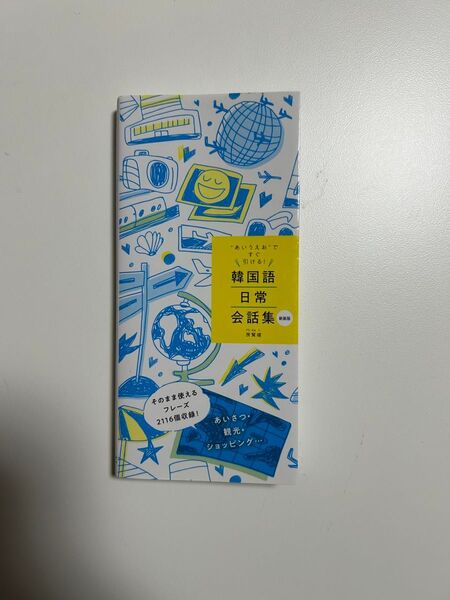 "あいうえお"で
すぐ
引ける!
韓国語
日常
会話集
新装版
そのまま使える
フレーズ
2116個収録!
あいさつ・
観光・
ショッピング…